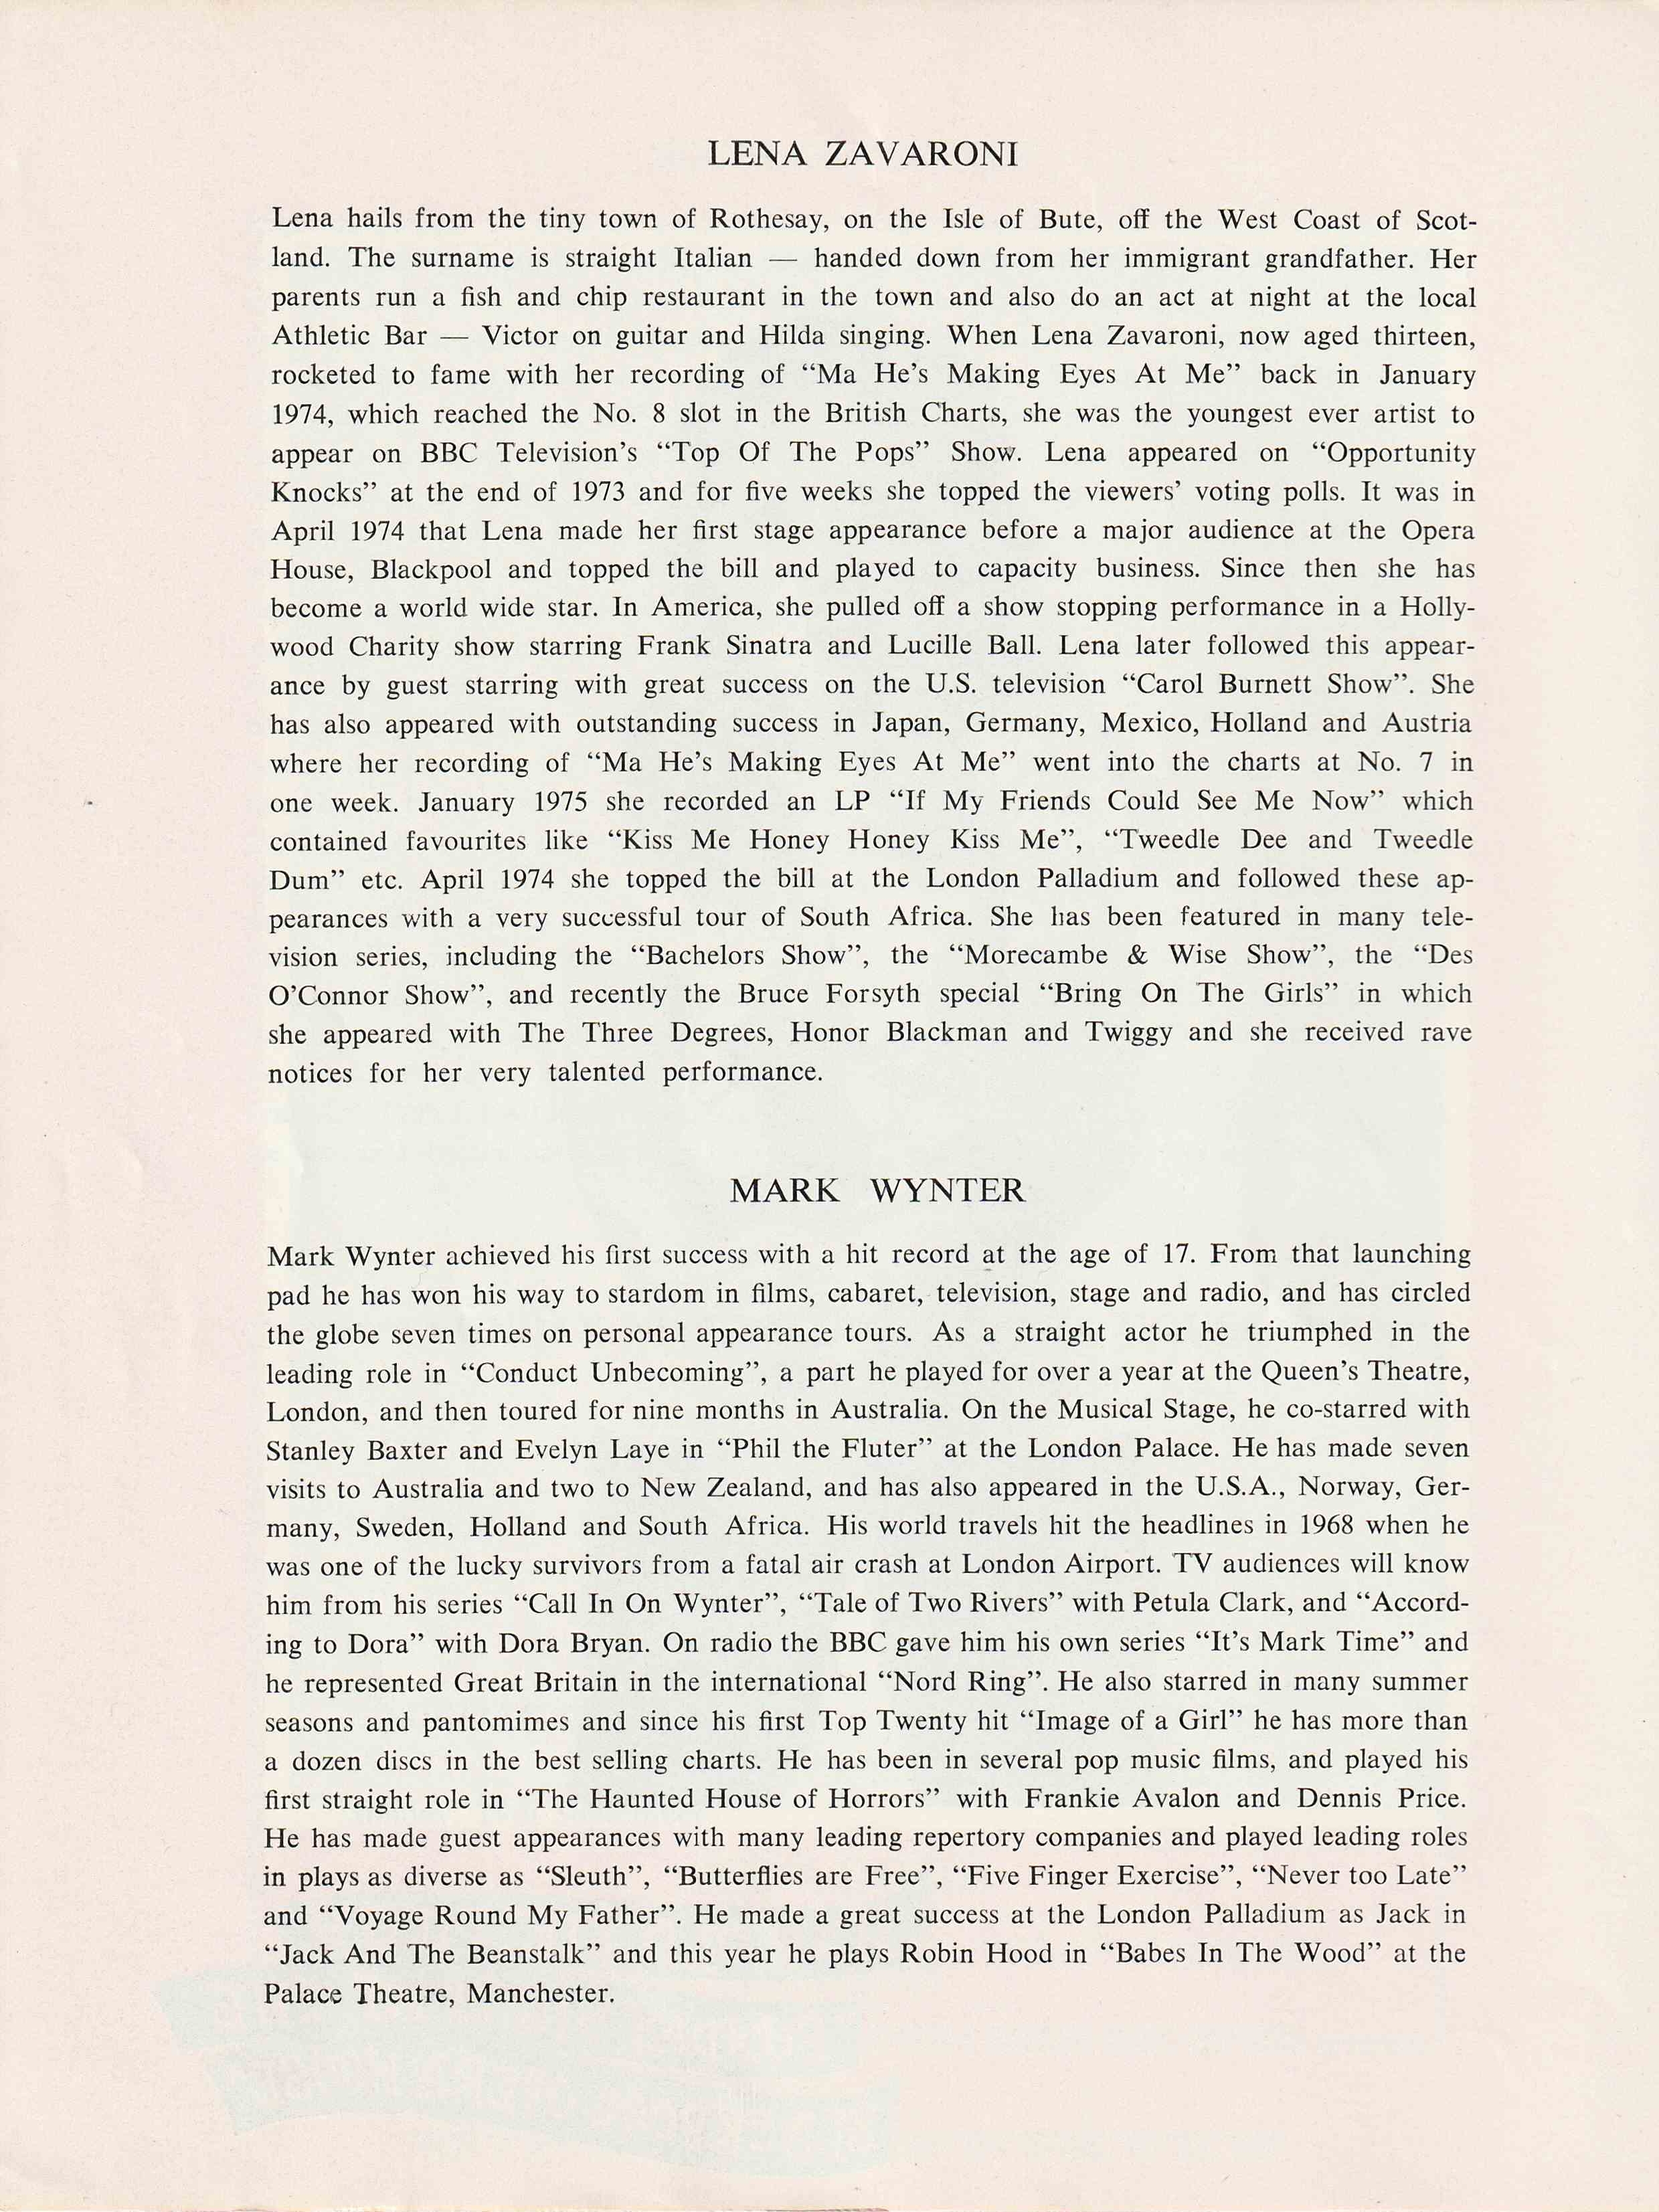 LENA ZAVARONI
Lena hails from the tiny town of Rothesay, on the Isle of Bute, off the West Coast of Scot-
land. The surname is straight Italian — handed down from her immigrant grandfather. Her
parents run a fish and chip restaurant in the town and also do an act at night at the local
Athletic Bar — Victor on guitar and Hilda singing. When Lena Zavaroni, now aged thirteen,
rocketed to fame with her recording of “Ma He’s Making Eyes At Me” back in January
1974, which reached the No. 8 slot in the British Charts, she was the youngest ever artist to
appear on BBC Television’s “Top Of The Pops” Show. Lena appeared on “Opportunity
Knocks” at the end of 1973 and for five weeks she topped the viewers’ voting polls. It was in
April 1974 that Lena made her first stage appearance before a major audience at the Opera
House, Blackpool and topped the bill and played to capacity business. Since then she has
become a world wide star. In America, she pulled off a show stopping performance in a Holly-
wood Charity show starring Frank Sinatra and Lucille Ball. Lena later followed this appear-
ance by guest starring with great success on the U.S. television “Carol Burnett Show”. She
has also appeared with outstanding success in Japan, Germany, Mexico, Holland and Austria
where her recording of “Ma He’s Making Eyes At Me” went into the charts at No. 7 in
one week. January 1975 she recorded an LP “If My Friends Could See Me Now” which
contained favourites like “Kiss Me Honey Honey Kiss Me”, “Tweedle Dee and Tweedle
Dum” etc. April 1974 she topped the bill at the London Palladium and followed these ap-
pearances with a very successful tour of South Africa. She has been featured in many tele-
vision series, including the “Bachelors Show”, the “Morecambe & Wise Show”, the “Des
O’Connor Show”, and recently the Bruce Forsyth special “Bring On The Girls” in which
she appeared with The Three Degrees, Honor Blackman and Twiggy and she received rave
notices for her very talented performance.
MARK WYNTER
Mark Wynter achieved his first success with a hit record at the age of 17. From that launching
pad he has won his way to stardom in films, cabaret, television, stage and radio, and has circled
the globe seven times on personal appearance tours. As a straight actor he triumphed in the
leading role in “Conduct Unbecoming”, a part he played for over a year at the Queen’s Theatre,
London, and then toured for nine months in Australia. On the Musical Stage, he co-starred with
Stanley Baxter and Evelyn Laye in “Phil the Fluter” at the London Palace. He has made seven
visits to Australia and two to New Zealand, and has also appeared in the U.S.A., Norway, Ger-
many, Sweden, Holland and South Africa. His world travels hit the headlines in 1968 when he
was one of the lucky survivors from a fatal air crash at London Airport. TV audiences will know
him from his series “Call In On Wynter”, “Tale of Two Rivers” with Petula Clark, and “Accord-
ing to Dora” with Dora Bryan. On radio the BBC gave him his own series “It’s Mark Time” and
he represented Great Britain in the international “Nord Ring”. He also starred in many summer
seasons and pantomimes and since his first Top Twenty hit “Image of a Girl” he has more than
a dozen discs in the best selling charts. He has been in several pop music films, and played his
first straight role in “The Haunted House of Horrors” with Frankie Avalon and Dennis Price.
He has made guest appearances with many leading repertory companies and played leading roles
in plays as diverse as “Sleuth”, “Butterflies are Free”, “Five Finger Exercise”, “Never too Late”
and “Voyage Round My Father”. He made a great success at the London Palladium as Jack in
“Jack And The Beanstalk” and this year he plays Robin Hood in “Babes In The Wood” at the
Palace Theatre, Manchester.